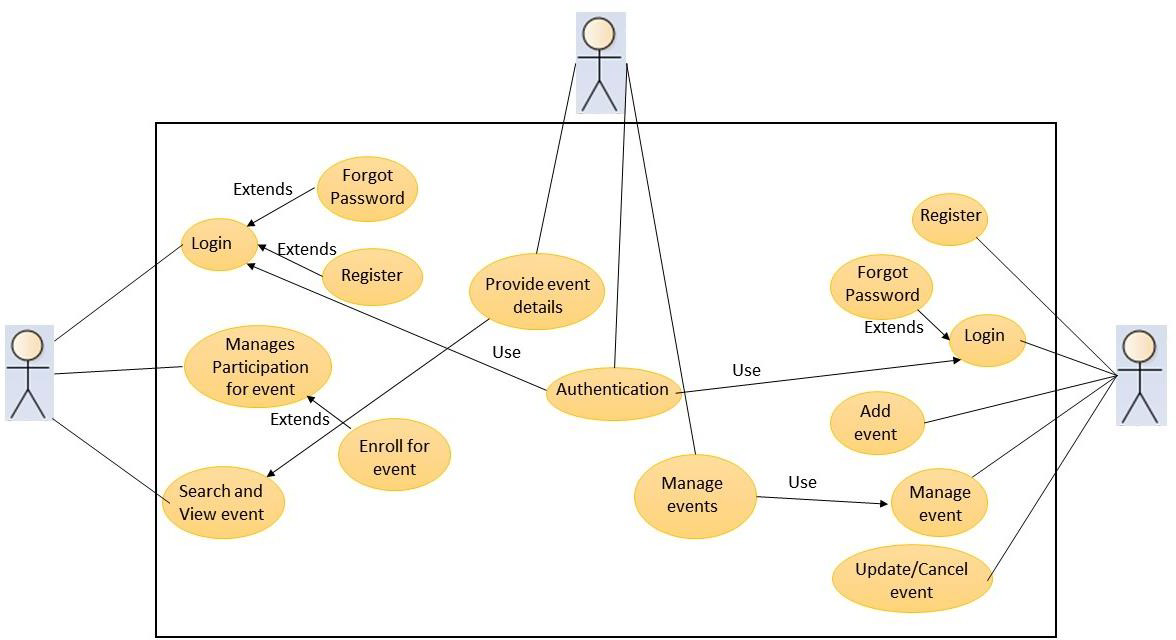 Forgot
Password
Extends
Login
Extends
Register
Provide event
details
Manages
Participation
for event
Extends
Enroll for
event
Search and
View event
Use
Authentication
Use
Manage
events
Use
Register
Forgot
Password
Extends
Login
Add
event
Manage
event
Update/Cancel
event